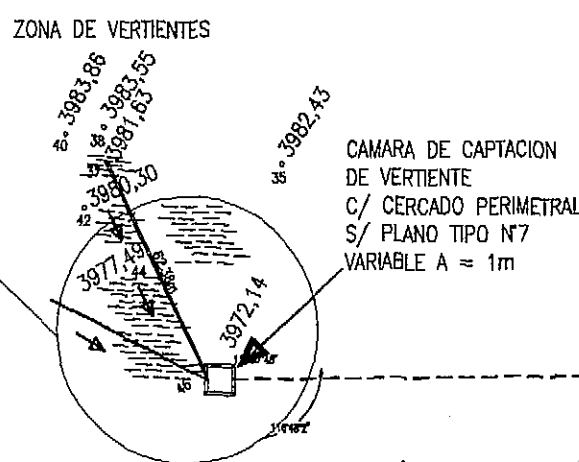 ZONA DE VERTIENTES
3983,86
3983,55
3981,63
3982,43
40
38
35
3980,30
42
3977,49
44
3972,14
46
CAMARA DE CAPTACION
DE VERTIENTE
C/ CERCADO PERIMETRAL
S/ PLANO TIPO Nº7
VARIABLE A = 1m